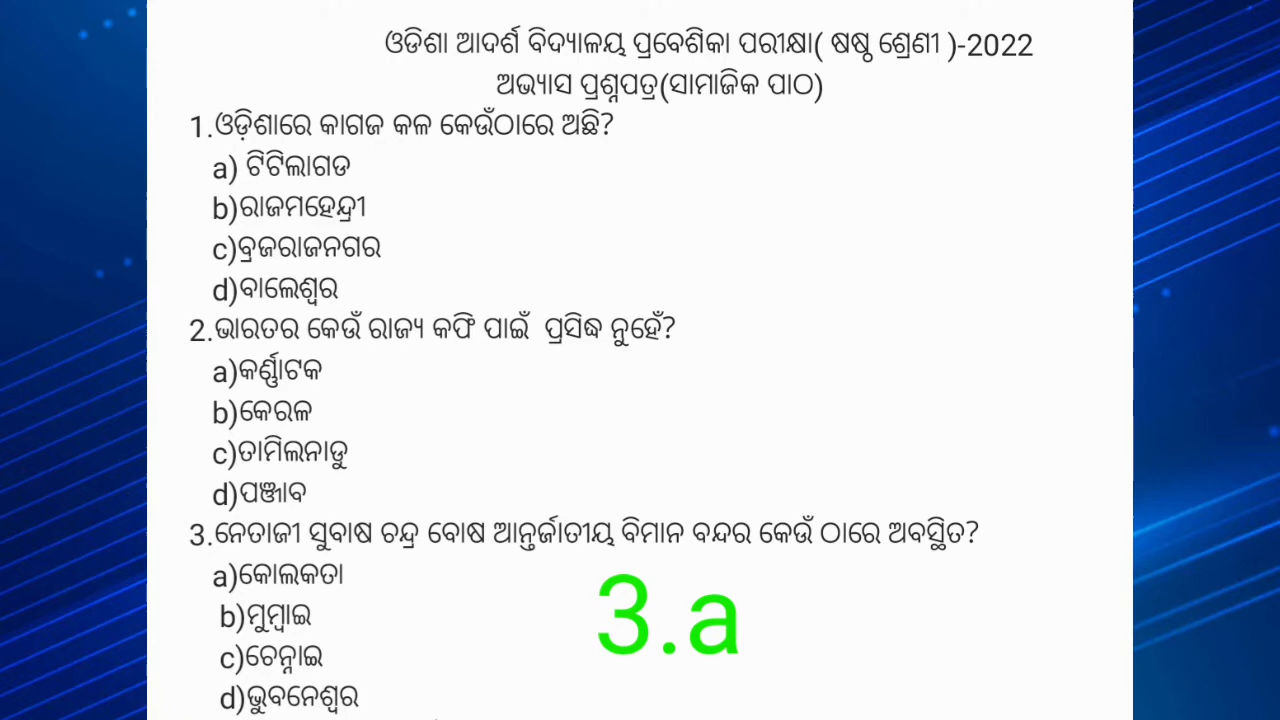 ଓଡିଶା ଆଦର୍ଶ ବିଦ୍ୟାଳୟ ପ୍ରବେଶିକା ପରୀକ୍ଷା( ଷଷ୍ଠ ଶ୍ରେଣୀ )-2022
ଅଭ୍ୟାସ ପ୍ରଶ୍ନପତ୍ର(ସାମାଜିକ ପାଠ)
1.ଓଡ଼ିଶାରେ କାଗଜ କଳ କେଉଁଠାରେ ଅଛି?
a) ଟିଟିଲାଗଡ
b)ରାଜମହେନ୍ଦ୍ରୀ
c)ବ୍ରଜରାଜନଗର
d)ବାଲେଶ୍ୱର
2.ଭାରତର କେଉଁ ରାଜ୍ୟ କଫି ପାଇଁ  ପ୍ରସିଦ୍ଧ ନୁହେଁ?
a)କର୍ଣ୍ଣାଟକ
b)କେରଳ
c)ତାମିଲନାଡୁ
d)ପଞ୍ଜାବ
3.ନେତାଜୀ ସୁବାଷ ଚନ୍ଦ୍ର ବୋଷ ଆନ୍ତର୍ଜାତୀୟ ବିମାନ ବନ୍ଦର କେଉଁ ଠାରେ ଅବସ୍ଥିତ?
a)କୋଲକତା
b)ମୁମ୍ବାଇ
c)ଚେନ୍ନାଇ
d)ଭୁବନେଶ୍ୱର
3.a